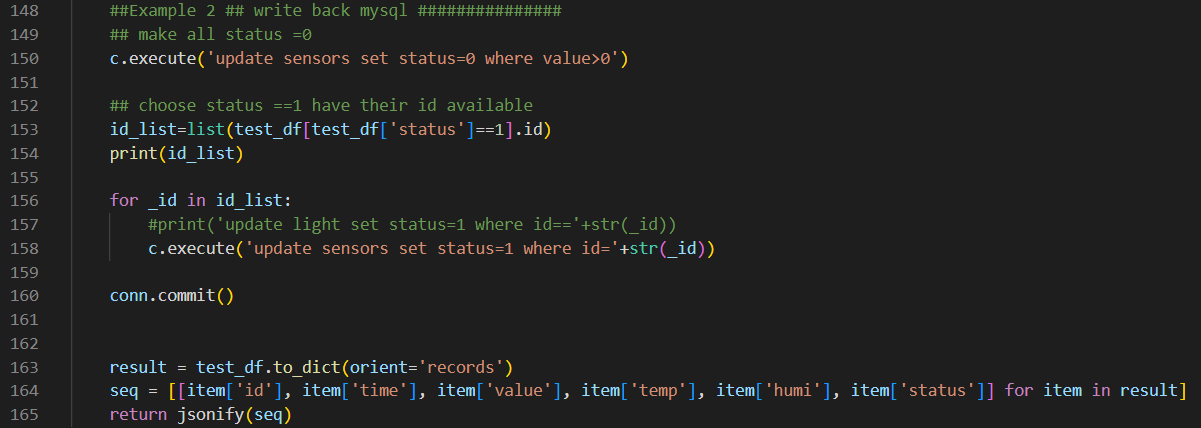 148 ##Example 2 ## write back mysql ###############
149 ## make all status =0
150 c.execute('update sensors set status=0 where value>0')
151
152 ## choose status ==1 have their id available
153 id_list=list(test_df[test_df['status']==1].id)
154 print(id_list)
155
156 for _id in id_list:
157 #print('update light set status=1 where id=='+str(_id))
158 c.execute('update sensors set status=1 where id='+str(_id))
159
160 conn.commit()
161
162
163 result = test_df.to_dict(orient='records')
164 seq = [[item['id'], item['time'], item['value'], item['temp'], item['humi'], item['status']] for item in result]
165 return jsonify(seq)